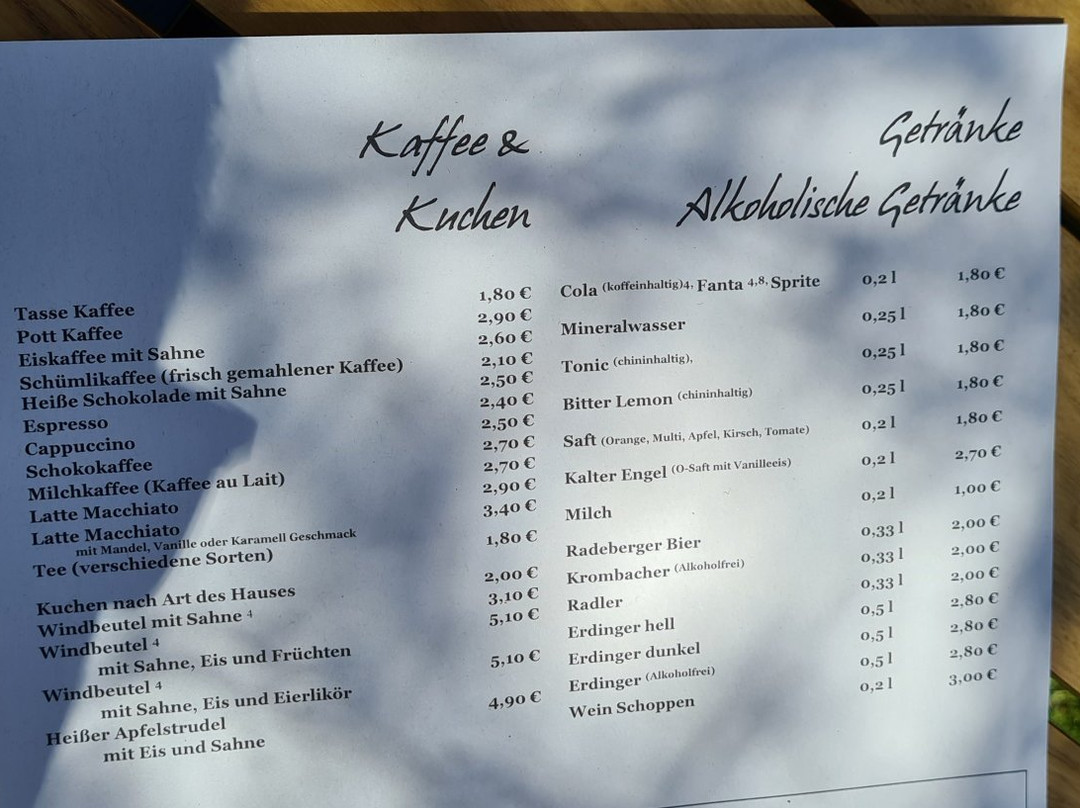 Kaffee &
Kuchen
Getränke
Alkoholische Getränke
Tasse Kaffee 1,80 €
Pott Kaffee 2,90 €
Eiskaffee mit Sahne 2,60 €
Schümlikaffee (frisch gemahlener Kaffee) 2,10 €
Heiße Schokolade mit Sahne 2,50 €
Espresso 2,40 €
Cappuccino 2,50 €
Schokokaffee 2,70 €
Milchkaffee (Kaffee au Lait) 2,70 €
Latte Macchiato 2,90 €
Latte Macchiato 3,40 €
mit Mandel, Vanille oder Karamell Geschmack
Tee (verschiedene Sorten) 1,80 €
Kuchen nach Art des Hauses 2,00 €
Windbeutel mit Sahne 4 3,10 €
Windbeutel 4 5,10 €
mit Sahne, Eis und Früchten
Windbeutel 4 5,10 €
mit Sahne, Eis und Eierlikör
Heißer Apfelstrudel 4,90 €
mit Eis und Sahne
Cola (koffeinhaltig)4, Fanta 4,8, Sprite 0,2 l 1,80 €
Mineralwasser 0,25 l 1,80 €
Tonic (chininhaltig), 0,25 l 1,80 €
Bitter Lemon (chininhaltig) 0,25 l 1,80 €
Saft (Orange, Multi, Apfel, Kirsch, Tomate) 0,2 l 1,80 €
Kalter Engel (O-Saft mit Vanilleeis) 0,2 l 2,70 €
Milch 0,2 l 1,00 €
Radeberger Bier 0,33 l 2,00 €
Krombacher (Alkoholfrei) 0,33 l 2,00 €
Radler 0,33 l 2,00 €
Erdinger hell 0,5 l 2,80 €
Erdinger dunkel 0,5 l 2,80 €
Erdinger (Alkoholfrei) 0,5 l 2,80 €
Wein Schoppen 0,2 l 3,00 €